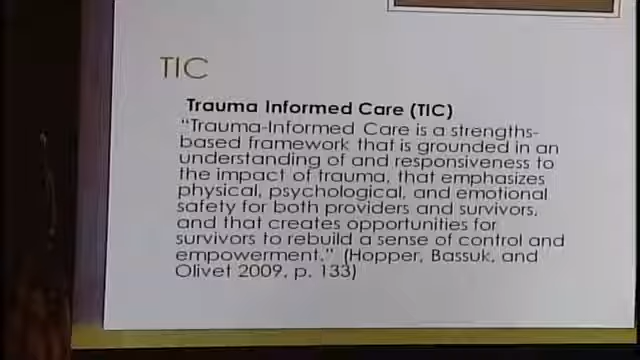 TIC
Trauma Informed Care (TIC)
"Trauma-Informed Care is a strengths-
based framework that is grounded in an
understanding of and responsiveness to
the impact of trauma, that emphasizes
physical, psychological, and emotional
safety for both providers and survivors,
and that creates opportunities for
survivors to rebuild a sense of control and
empowerment." (Hopper, Bassuk, and
Olivet 2009, p. 133)